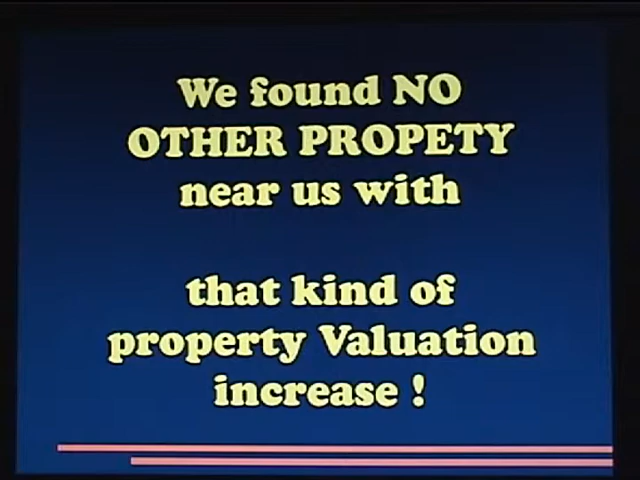 We found NO
OTHER PROPETY
near us with
that kind of
property Valuation
increase !